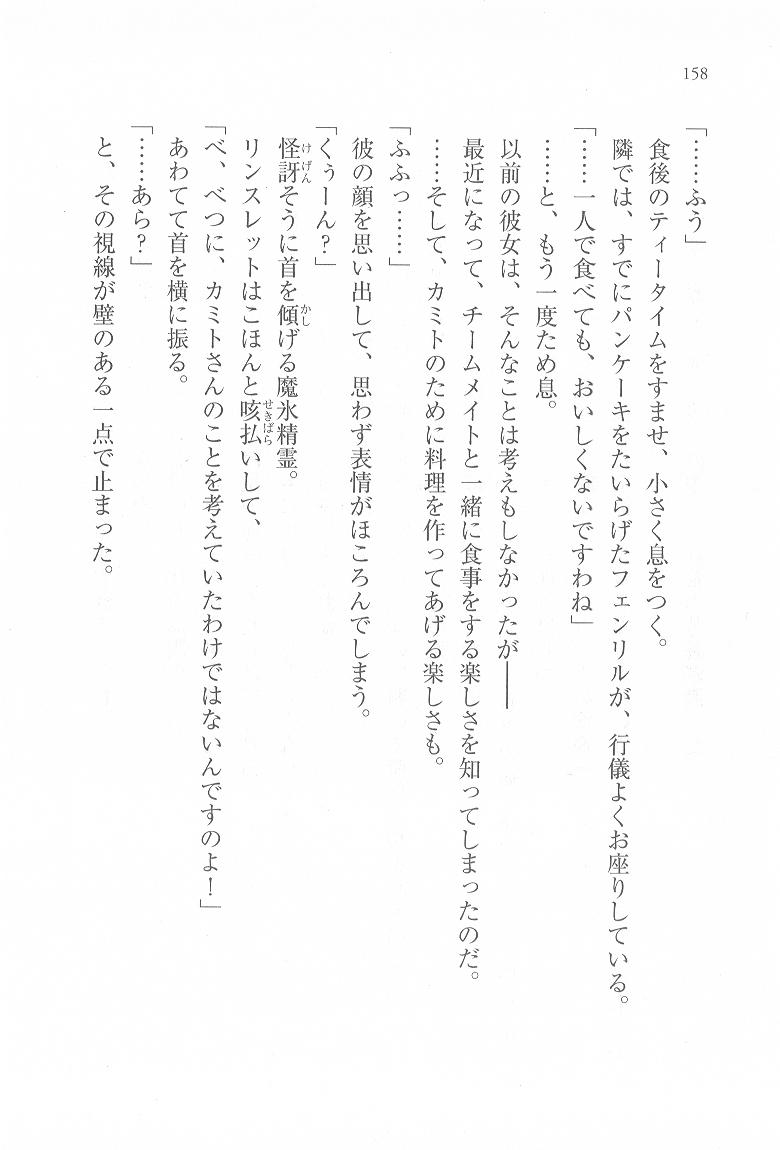 158
「……ふう」
食後のティータイムをすませ、小さく息をつく。
隣では、すでにパンケーキをたいらげたフェンリルが、行儀よくお座りしている。
「……一人で食べても、おいしくないですわね」
……と、もう一度ため息。
以前の彼女は、そんなことは考えもしなかったが――
最近になって、チームメイトと一緒に食事をする楽しさを知ってしまったのだ。
……そして、カミトのために料理を作ってあげる楽しさも。
「ふふっ……」
彼の顔を思い出して、思わず表情がほころんでしまう。
「くぅーん？」
怪訝そうに首を傾げる魔氷精霊。
リンスレットはこほんと咳払いして、
「べ、べつに、カミトさんのことを考えていたわけではないんですのよ！」
あわてて首を横に振る。
「……あら？」
と、その視線が壁のある一点で止まった。